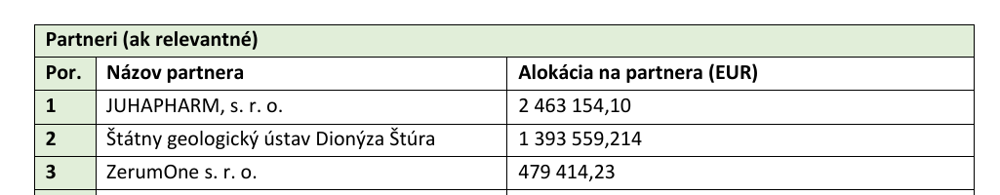 Partneri (ak relevantné)
Por. Názov partnera Alokácia na partnera (EUR)
1 JUHAPHARM, s. r. o. 2 463 154,10
2 Štátny geologický ústav Dionýza Štúra 1 393 559,214
3 ZerumOne s. r. o. 479 414,23